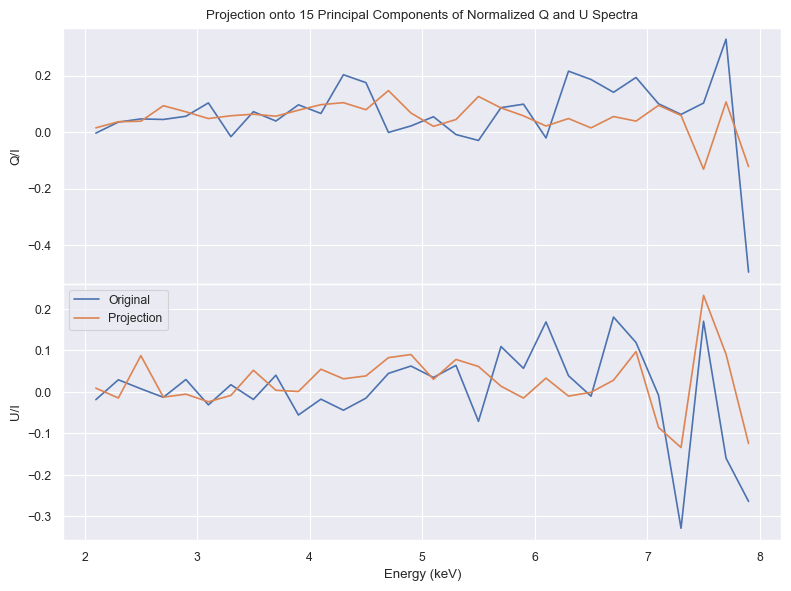 Projection onto 15 Principal Components of Normalized Q and U Spectra
0.2
0.0
−0.2
−0.4
Q/I
Original
Projection
0.2
0.1
0.0
−0.1
−0.2
−0.3
U/I
2 3 4 5 6 7 8
Energy (keV)